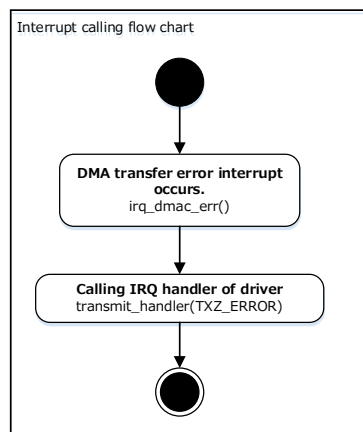 Interrupt calling flow chart
DMA transfer error interrupt
occurs.
irq_dmac_err()
Calling IRQ handler of driver
transmit_handler(TXZ_ERROR)